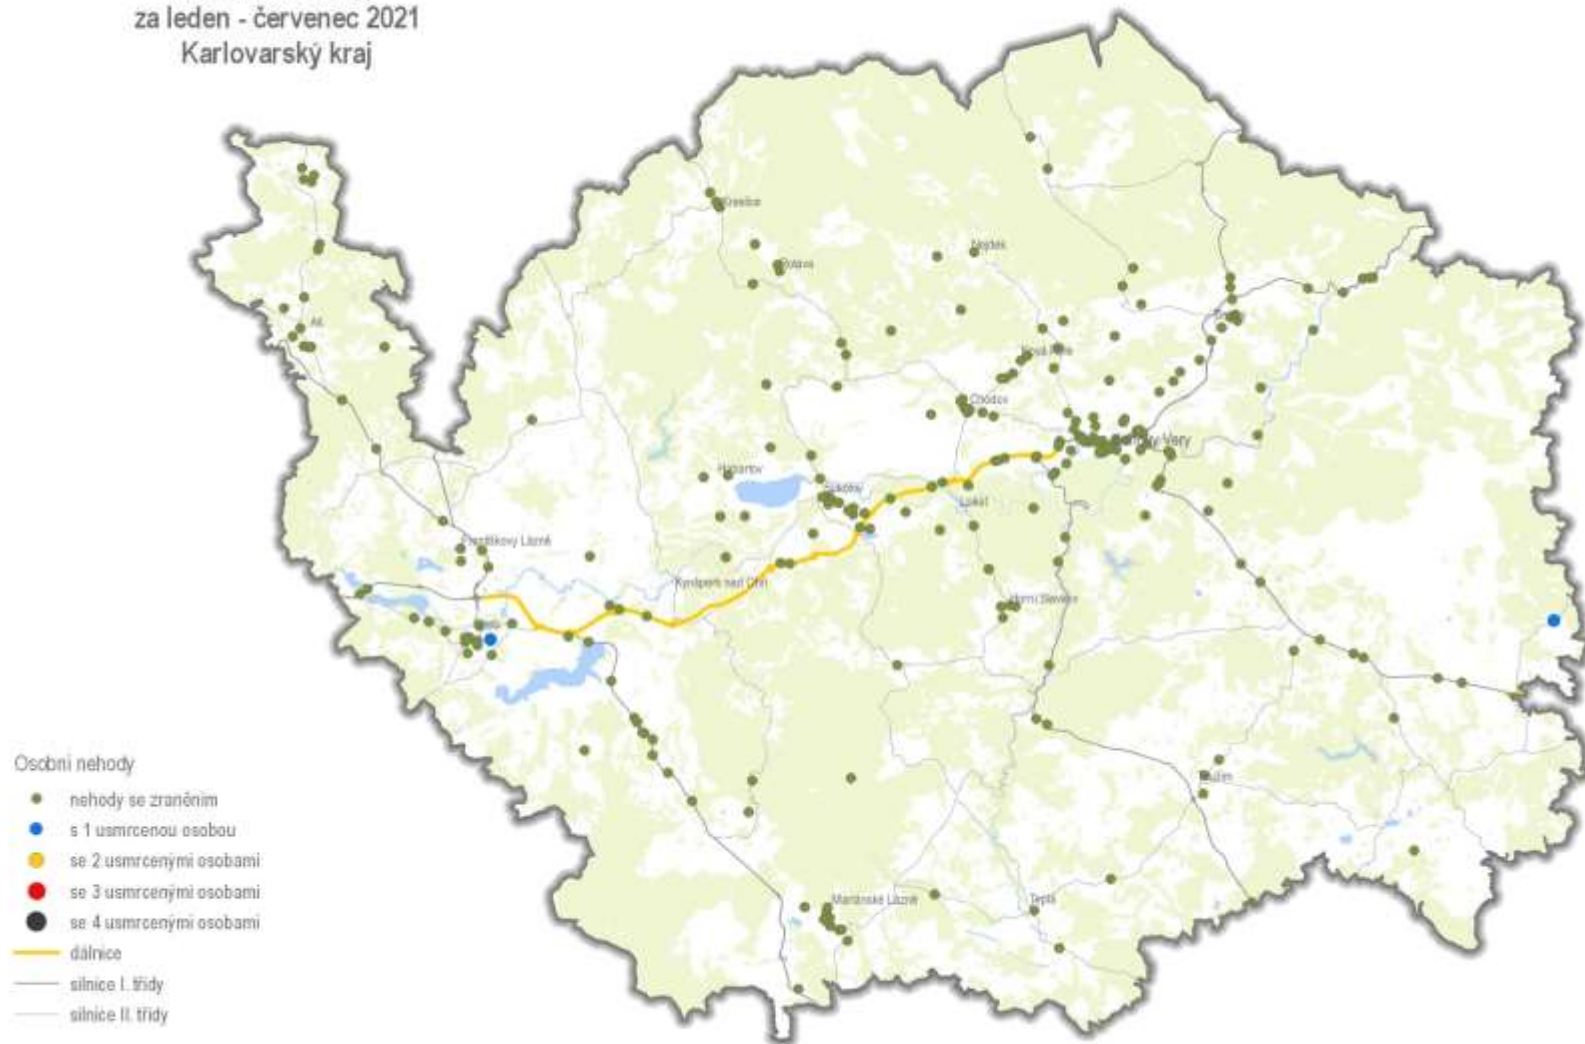 za leden - červenec 2021
Karlovarský kraj
Kraslice
Rotava
Nejdek
Aš
Nová Role
Chodov
Karlovy Vary
Habartov
Sokolov
Loket
Františkovy Lázně
Kynšperk nad Ohří
Horní Slavkov
Žlutice
Osobní nehody
nehody se zraněním
s 1 usmrcenou osobou
se 2 usmrcenými osobami
se 3 usmrcenými osobami
se 4 usmrcenými osobami
dálnice
silnice I. třídy
silnice II. třídy
Mariánské Lázně
Teplá